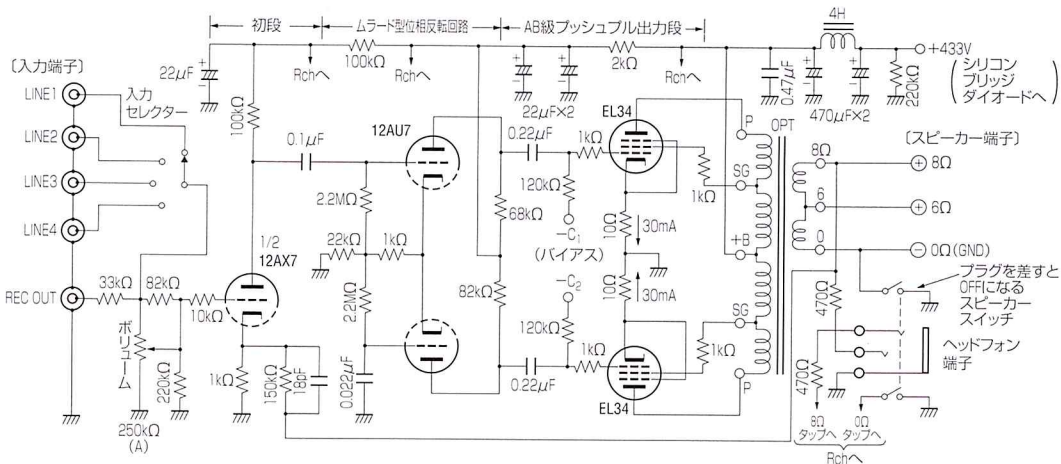 初段
ムラード型位相反転回路
AB級プッシュプル出力段
4H
〔入力端子〕
LINE1
LINE2
LINE3
LINE4
REC OUT
入力
セレクター
22μF
100kΩ
Rchへ
100kΩ
Rchへ
22μF×2
2kΩ
Rchへ
0.47μF
470μF×2
220kΩ
+433V
(シリコン
ブリッジ
ダイオードへ)
0.1μF
12AU7
0.22μF
1kΩ
EL34
P
OPT
〔スピーカー端子〕
8Ω
+ 8Ω
6
+ 6Ω
0
− 0Ω(GND)
SG
1kΩ
120kΩ
−C1
(バイアス)
−C2
120kΩ
10Ω
30mA
10Ω
30mA
+B
SG
1kΩ
P
2.2MΩ
22kΩ
1kΩ
2.2MΩ
68kΩ
82kΩ
1/2
12AX7
33kΩ
82kΩ
10kΩ
ボリューム
220kΩ
250kΩ
(A)
1kΩ
150kΩ
18pF
0.022μF
0.22μF
1kΩ
EL34
470Ω
470Ω
プラグを差すと
OFFになる
スピーカー
スイッチ
ヘッドフォン
端子
8Ω
タップへ
0Ω
タップへ
Rchへ